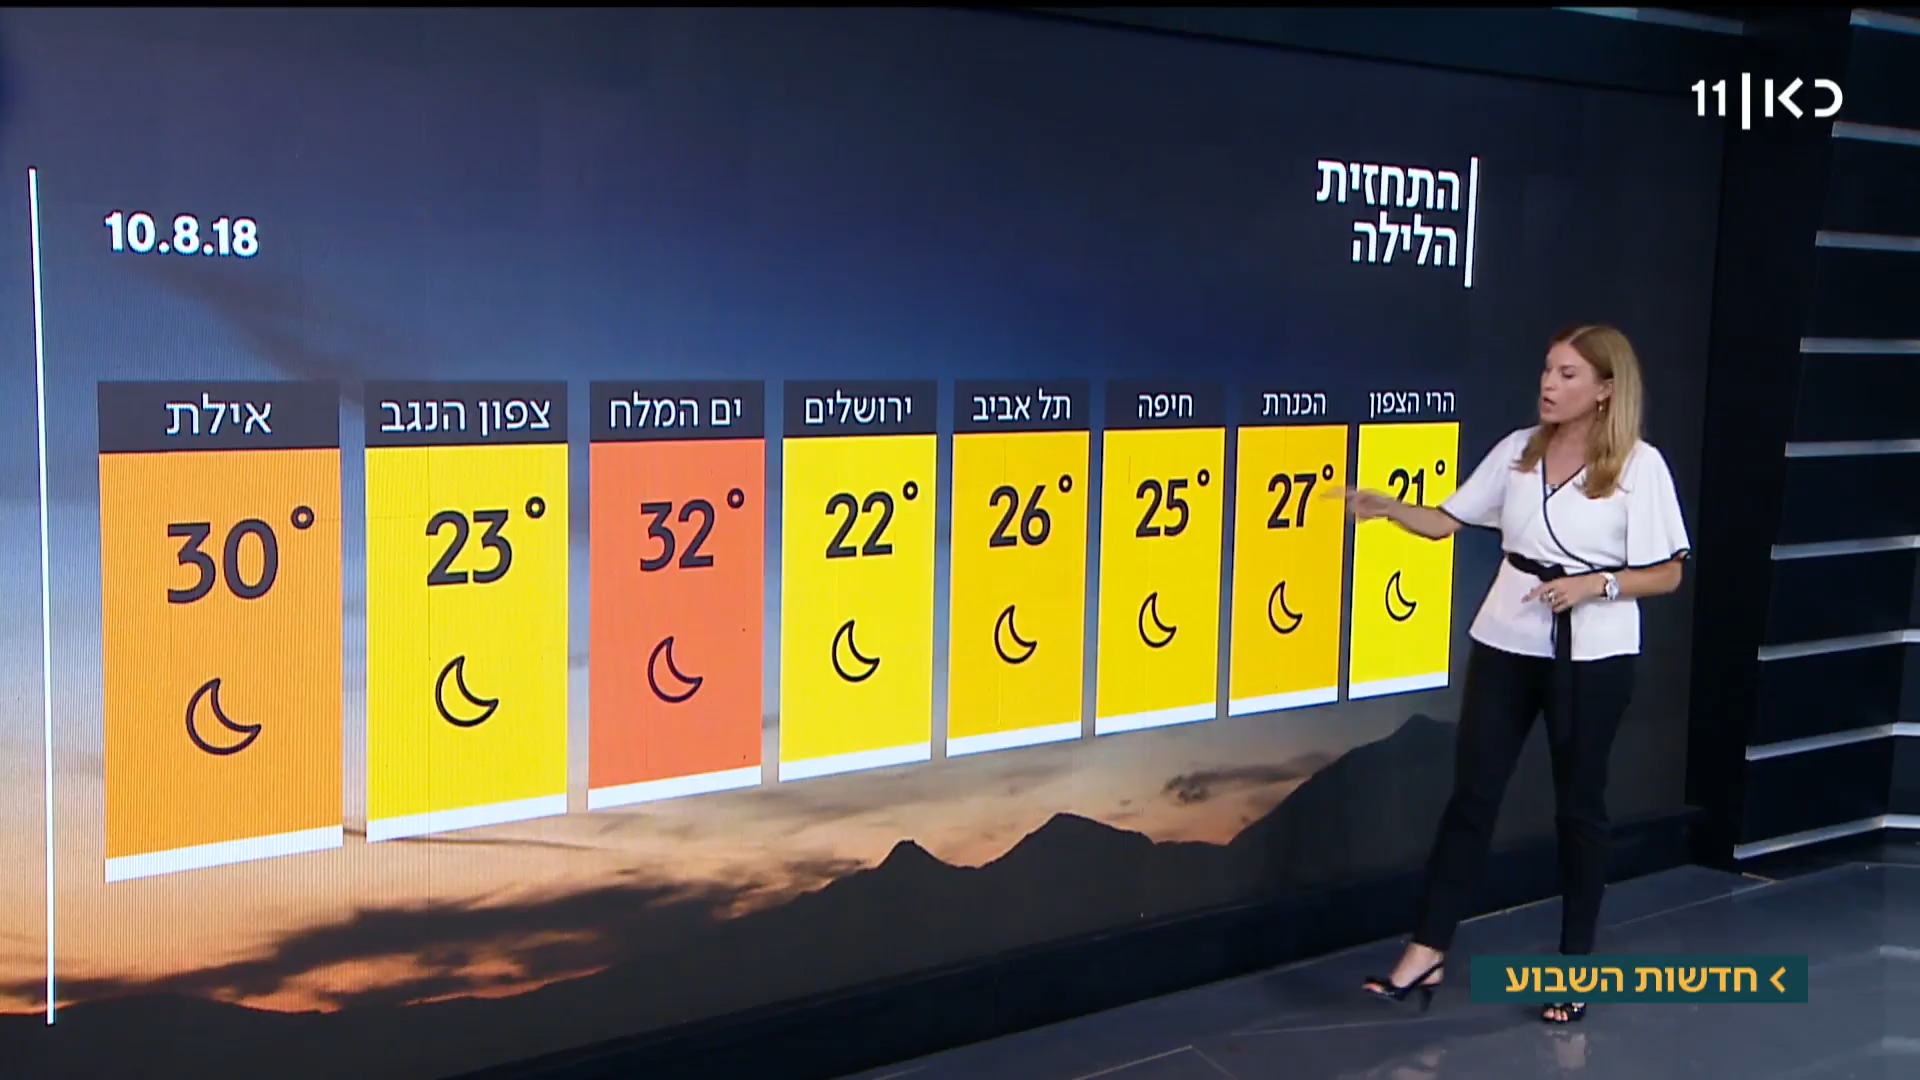 כאן 11
התחזית
הלילה
10.8.18
הרי הצפון
הכנרת
חיפה
תל אביב
ירושלים
ים המלח
צפון הנגב
אילת
21°
27°
25°
26°
22°
32°
23°
30°
חדשות השבוע